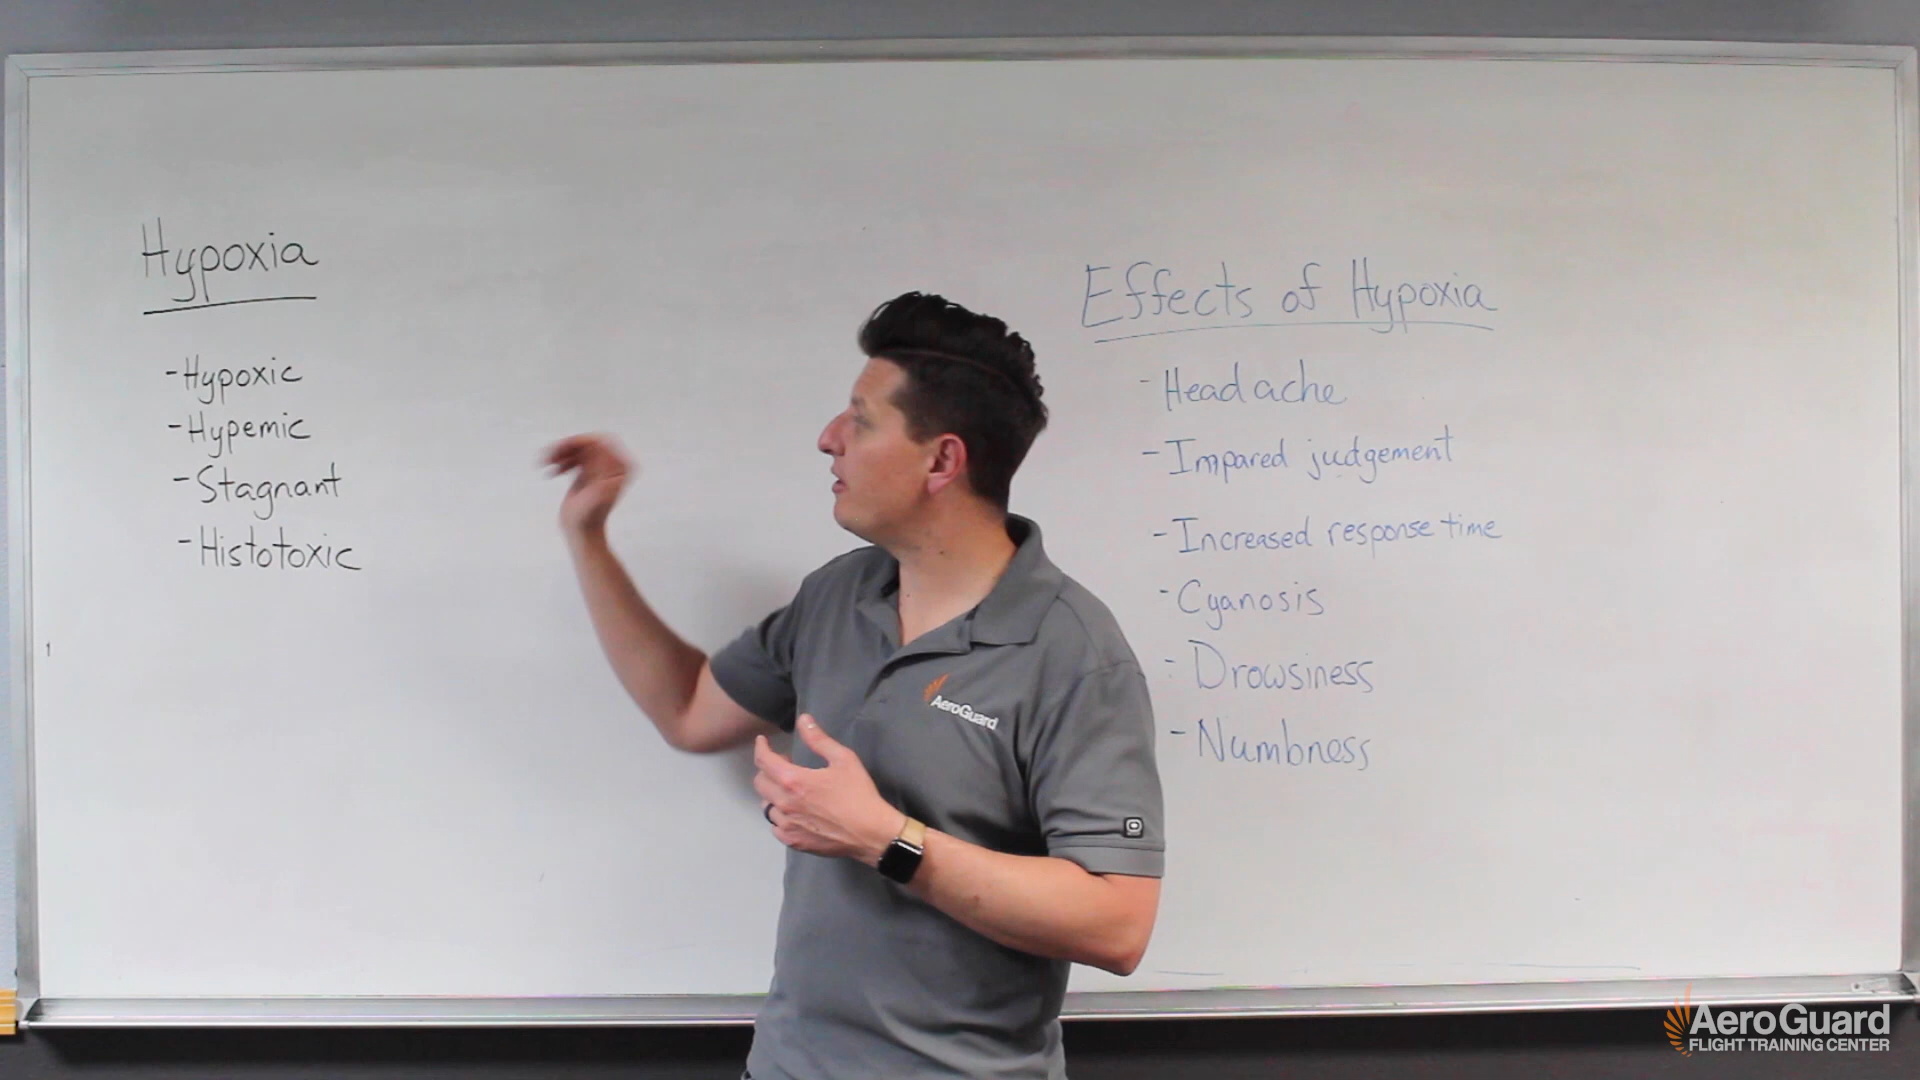 Hypoxia
-Hypoxic
-Hypemic
-Stagnant
-Histotoxic
Effects of Hypoxia
-Headache
-Impared judgement
-Increased response time
-Cyanosis
-Drowsiness
-Numbness
AeroGuard
AeroGuard
FLIGHT TRAINING CENTER